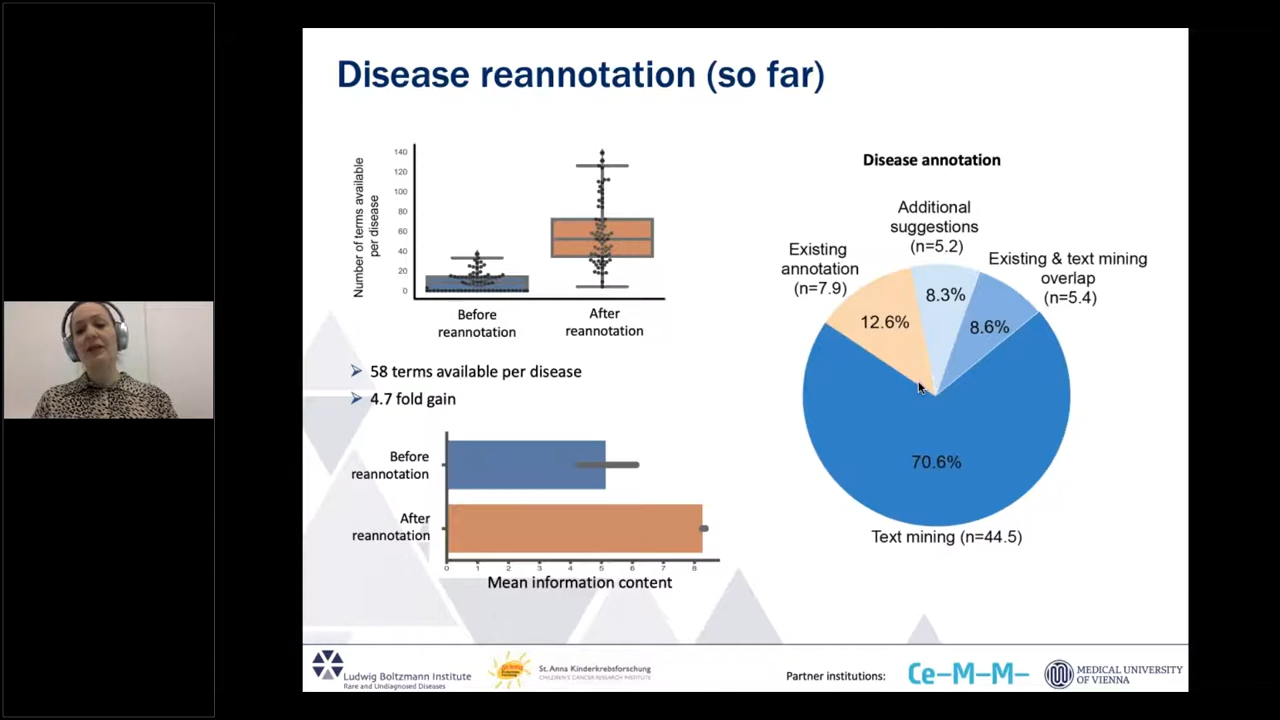 Disease reannotation (so far)
Number of terms available
per disease
140
120
100
80
60
40
20
0
Before
reannotation
After
reannotation
58 terms available per disease
4.7 fold gain
Before
reannotation
After
reannotation
0 1 2 3 4 5 6 7 8
Mean information content
Disease annotation
Additional
suggestions
(n=5.2)
Existing
annotation
(n=7.9)
Existing & text mining
overlap
(n=5.4)
8.3%
12.6%
8.6%
70.6%
Text mining (n=44.5)
Ludwig Boltzmann Institute
Rare and Undiagnosed Diseases
St. Anna Kinderkrebsforschung
CHILDREN'S CANCER RESEARCH INSTITUTE
Partner institutions:
Ce–M–M–
MEDICAL UNIVERSITY
OF VIENNA